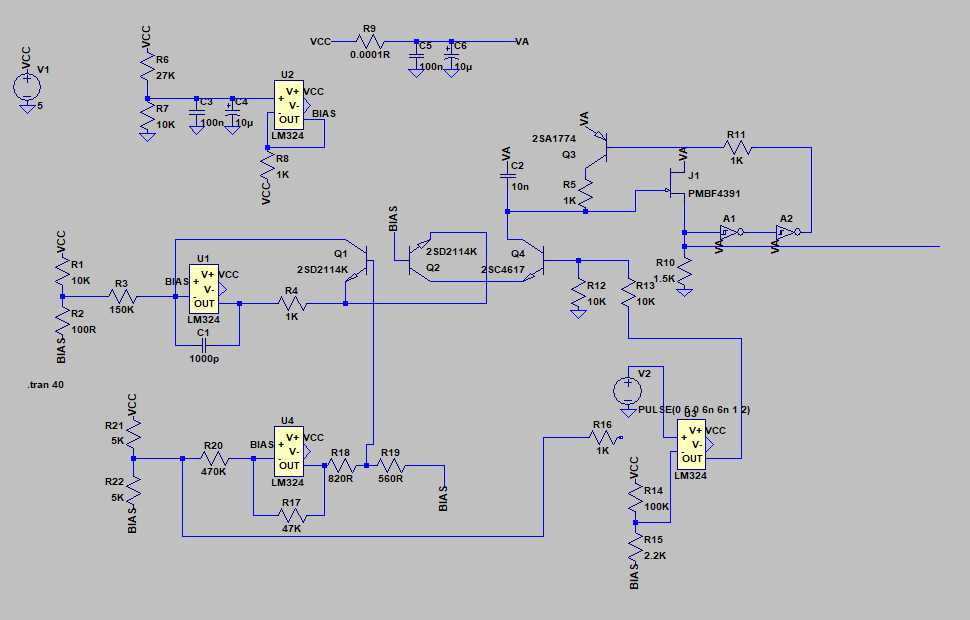 VCC
V1
5
VCC
R6
27K
R7
10K
C3
100n
C4
10µ
U2
V+
V-
OUT
+
-
LM324
VCC
BIAS
R8
1K
VCC
VCC
R9
0.0001R
C5
100n
C6
10µ
VA
VA
2SA1774
Q3
R5
1K
VA
C2
10n
VA
J1
PMBF4391
R11
1K
A1
VA
A2
VA
R10
1.5K
VCC
R1
10K
R2
100R
BIAS
R3
150K
BIAS
U1
V+
V-
OUT
+
-
VCC
LM324
C1
1000p
R4
1K
Q1
2SD2114K
BIAS
2SD2114K
Q2
Q4
2SC4617
R12
10K
R13
10K
.tran 40
VCC
R21
5K
R22
5K
BIAS
R20
470K
BIAS
U4
V+
V-
OUT
+
-
VCC
LM324
R17
47K
R18
820R
R19
560R
BIAS
R16
1K
V2
PULSE(0 5 0 6n 6n 1 2)
U3
V+
V-
OUT
+
-
VCC
LM324
VCC
R14
100K
R15
2.2K
BIAS